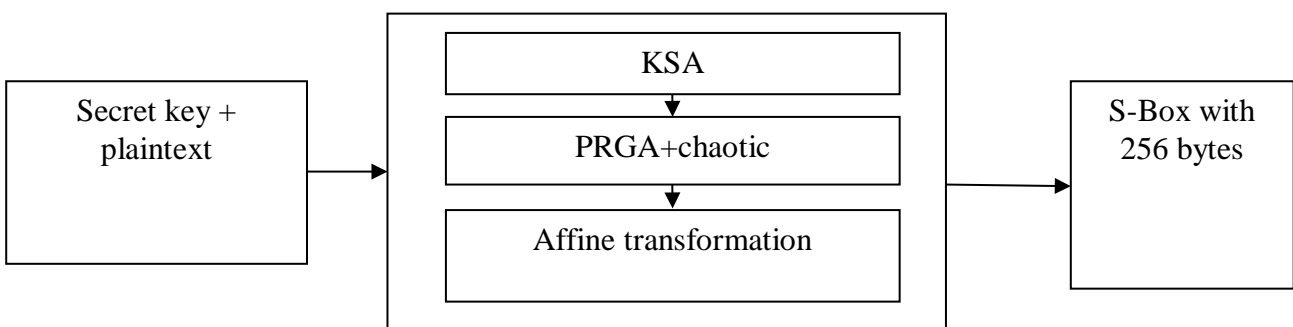 Secret key +
plaintext
KSA
PRGA+chaotic
Affine transformation
S-Box with
256 bytes